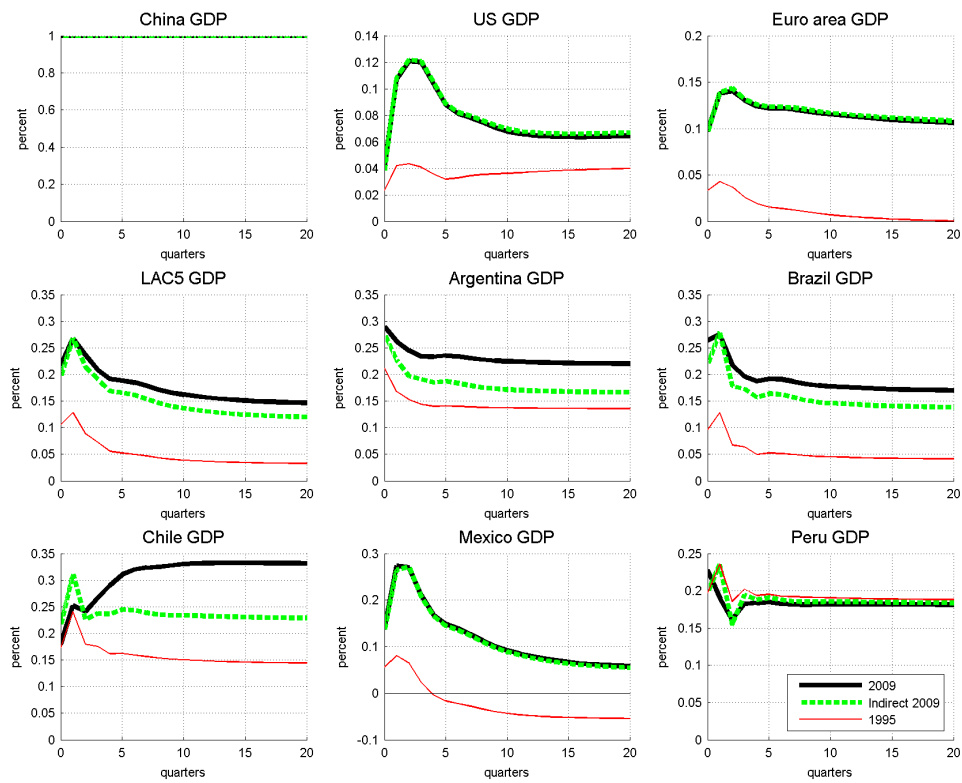 China GDP
US GDP
Euro area GDP
percent
1
0.8
0.6
0.4
0.2
0
0 5 10 15 20
quarters
percent
0.14
0.12
0.1
0.08
0.06
0.04
0.02
0
0 5 10 15 20
quarters
percent
0.2
0.15
0.1
0.05
0
0 5 10 15 20
quarters
LAC5 GDP
Argentina GDP
Brazil GDP
percent
0.35
0.3
0.25
0.2
0.15
0.1
0.05
0
0 5 10 15 20
quarters
percent
0.35
0.3
0.25
0.2
0.15
0.1
0.05
0
0 5 10 15 20
quarters
percent
0.35
0.3
0.25
0.2
0.15
0.1
0.05
0
0 5 10 15 20
quarters
Chile GDP
Mexico GDP
Peru GDP
percent
0.35
0.3
0.25
0.2
0.15
0.1
0.05
0
0 5 10 15 20
quarters
percent
0.3
0.2
0.1
0
-0.1
0 5 10 15 20
quarters
percent
0.25
0.2
0.15
0.1
0.05
0
0 5 10 15 20
quarters
2009
Indirect 2009
1995